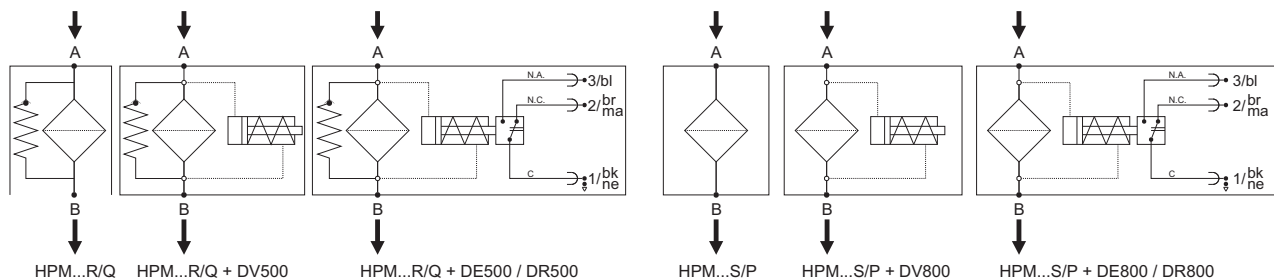 A A A A A A
N.A. 3/bl N.A. 3/bl
N.C. 2/br ma N.C. 2/br ma
C 1/bk ne C 1/bk ne
B B B B B B
HPM...R/Q HPM...R/Q + DV500 HPM...R/Q + DE500 / DR500 HPM...S/P HPM...S/P + DV800 HPM...S/P + DE800 / DR800